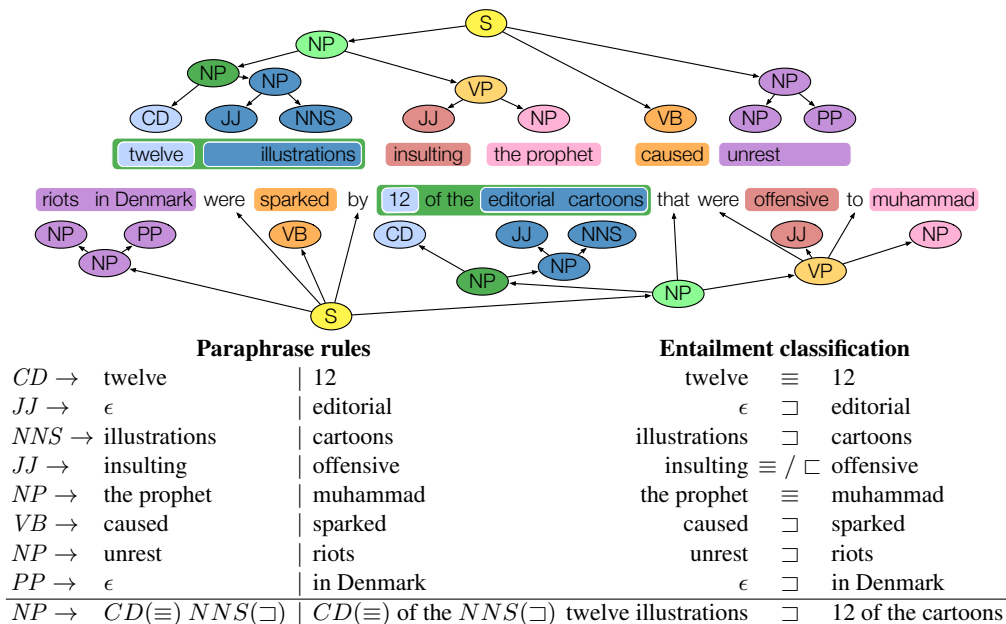 S
NP
NP NP NP
VP
CD JJ NNS JJ NP VB NP PP
twelve illustrations insulting the prophet caused unrest
riots in Denmark were sparked by 12 of the editorial cartoons that were offensive to muhammad
NP PP VB CD JJ NNS JJ NP
NP NP VP
NP NP
S
Paraphrase rules Entailment classification
CD → twelve | 12 twelve ≡ 12
JJ → ϵ | editorial ϵ ⊐ editorial
NNS → illustrations | cartoons illustrations ⊐ cartoons
JJ → insulting | offensive insulting ≡ / ⊏ offensive
NP → the prophet | muhammad the prophet ≡ muhammad
VB → caused | sparked caused ⊐ sparked
NP → unrest | riots unrest ⊐ riots
PP → ϵ | in Denmark ϵ ⊐ in Denmark
NP → CD(≡) NNS(⊐) | CD(≡) of the NNS(⊐) twelve illustrations ⊐ 12 of the cartoons